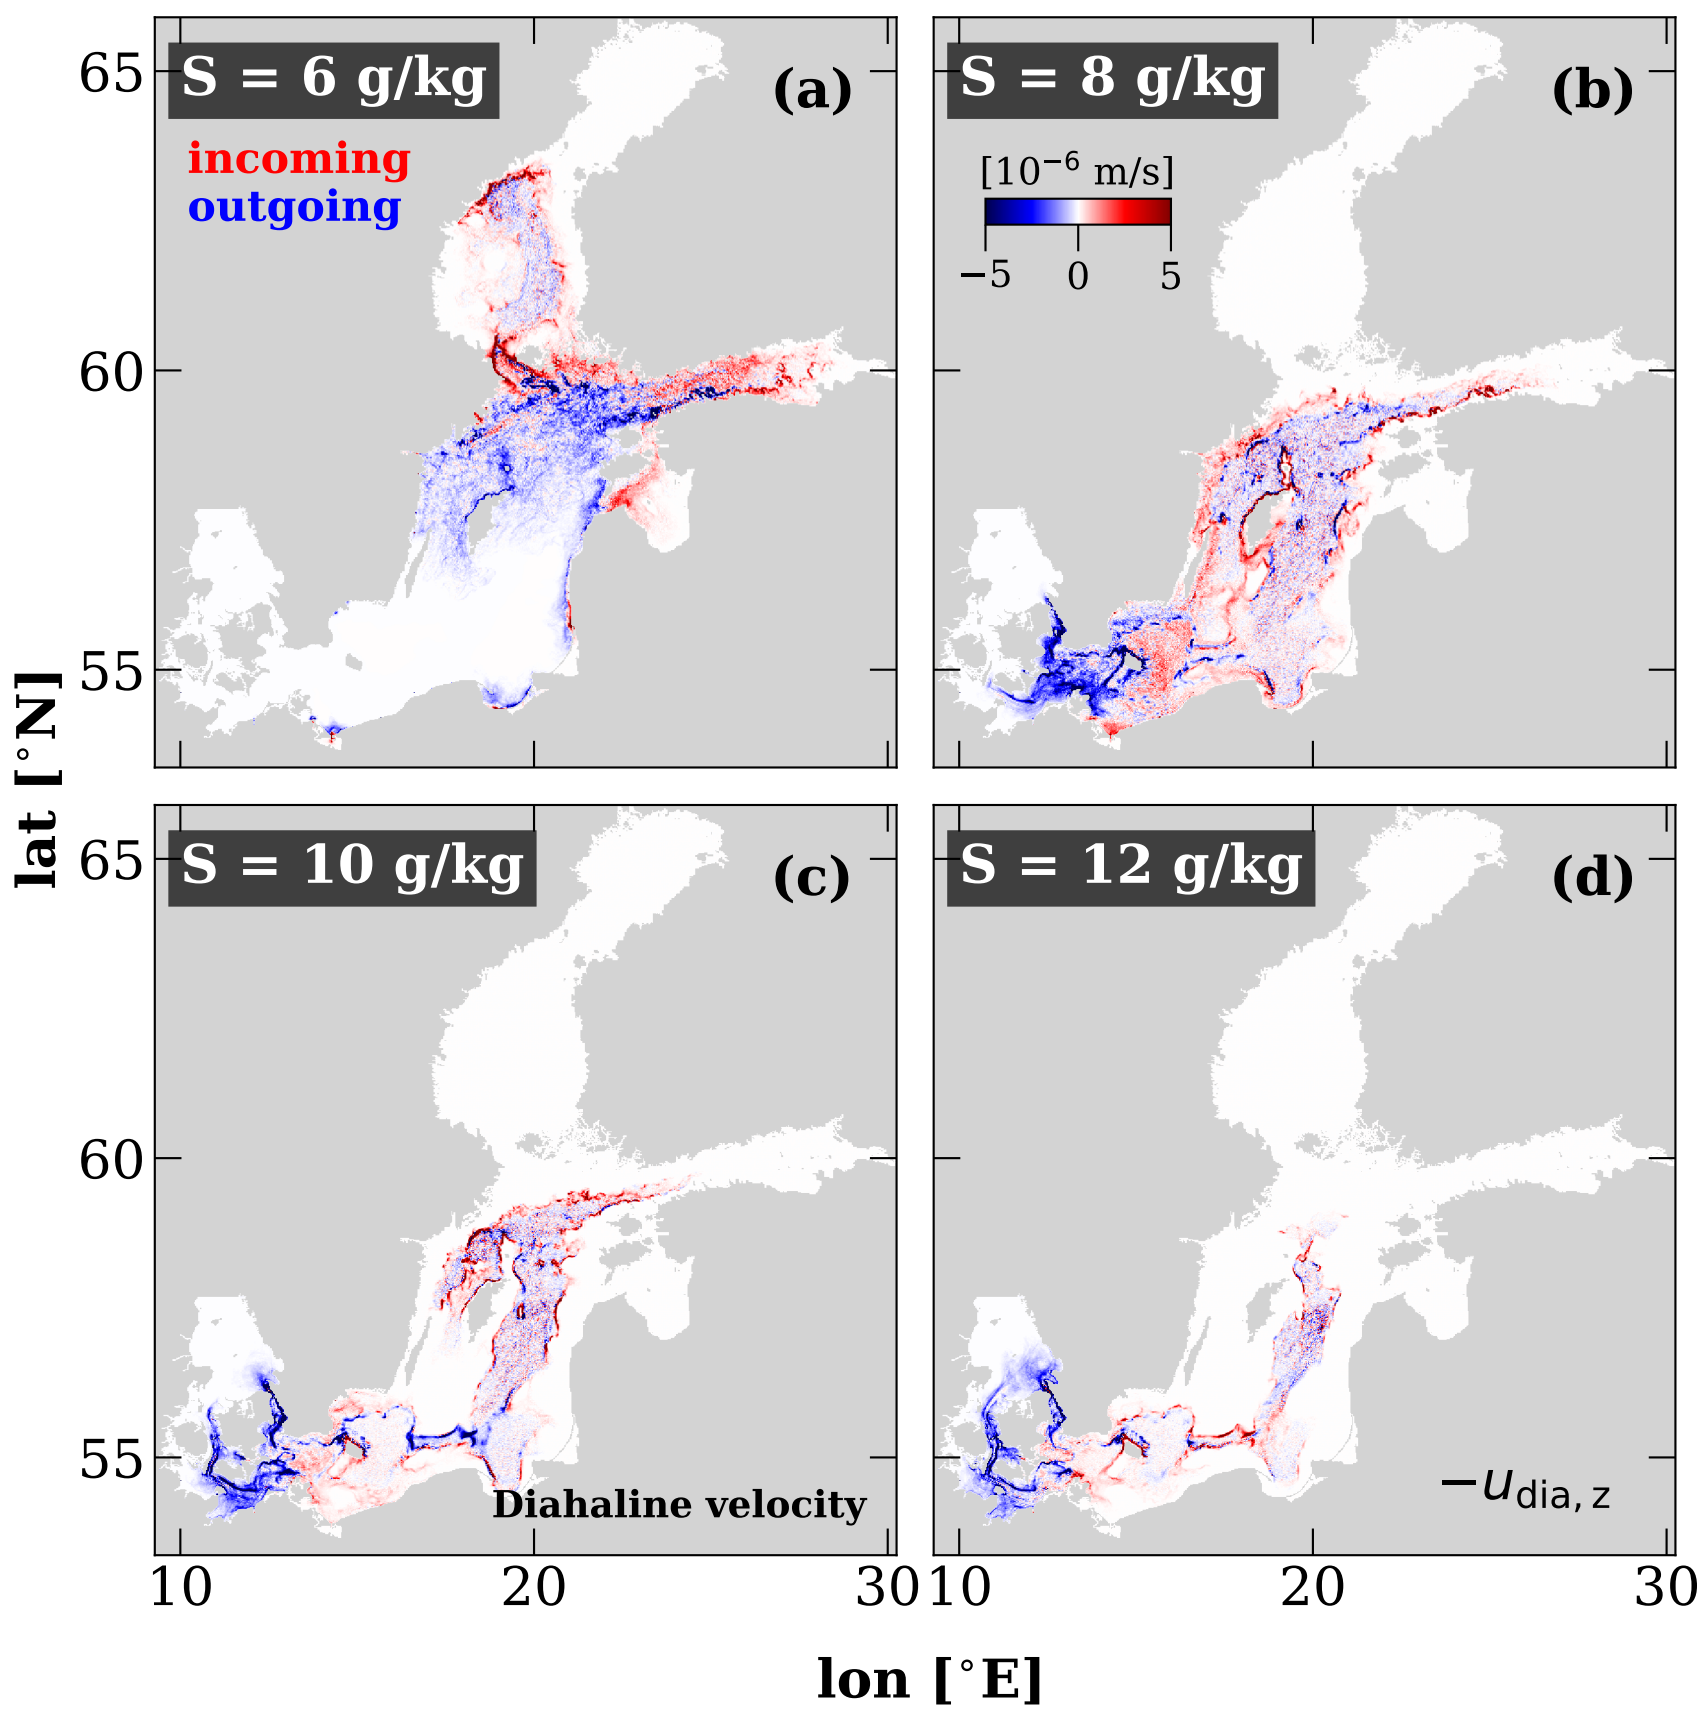 S = 6 g/kg
(a)
incoming
outgoing
65
60
55
S = 8 g/kg
(b)
[10⁻⁶ m/s]
−5 0 5
lat [°N]
S = 10 g/kg
(c)
65
60
55
Diahaline velocity
S = 12 g/kg
(d)
−u_dia, z
10 20 30
10 20 30
lon [°E]